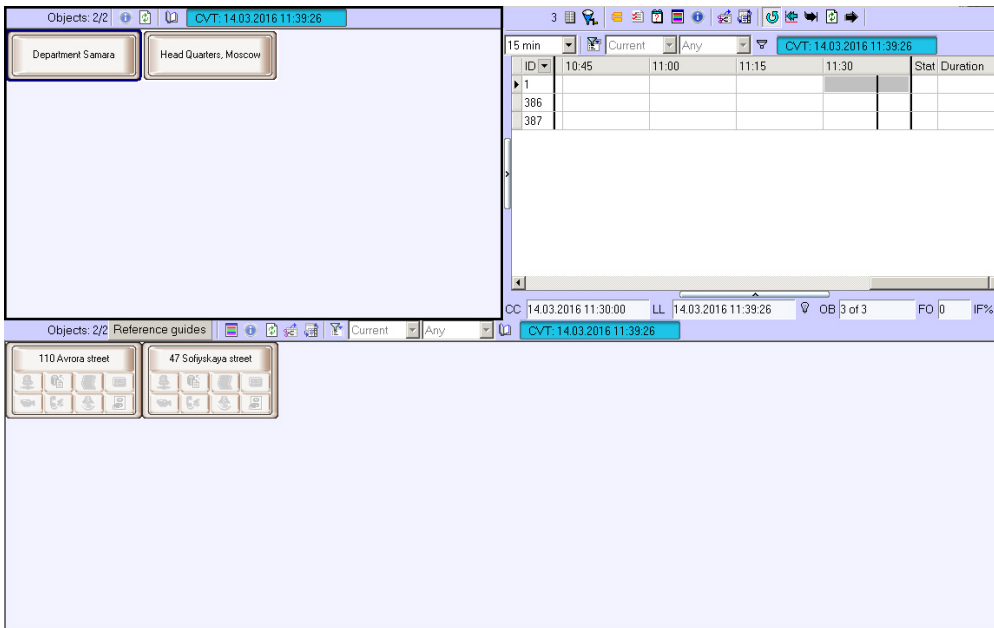 Objects: 2/2 CVT: 14.03.2016 11:39:26
Department Samara
Head Quarters, Moscow
3
15 min Current Any CVT: 14.03.2016 11:39:26
ID 10:45 11:00 11:15 11:30 Stat Duration
1
386
387
CC 14.03.2016 11:30:00 LL 14.03.2016 11:39:26 OB 3 of 3 FO 0 IF%
Objects: 2/2 Reference guides Current Any CVT: 14.03.2016 11:39:26
110 Avrora street
47 Sofiyskaya street